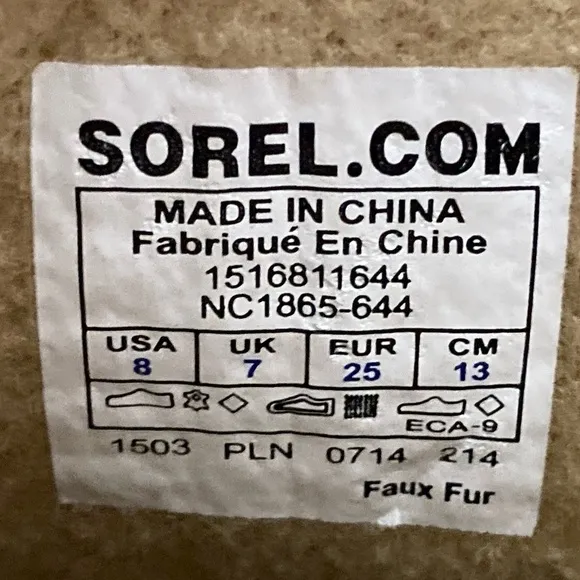 SOREL.COM
MADE IN CHINA
Fabriqué En Chine
1516811644
NC1865-644
USA UK EUR CM
8 7 25 13
ECA-9
1503 PLN 0714 214
Faux Fur